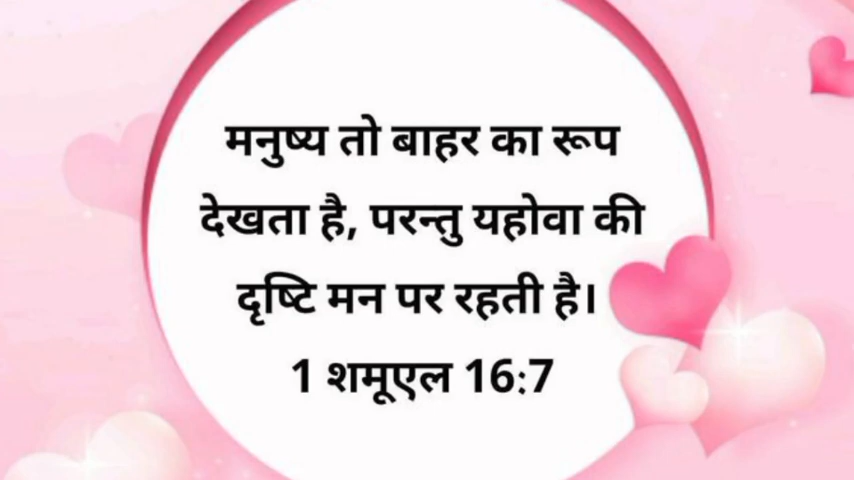 मनुष्य तो बाहर का रूप
देखता है, परन्तु यहोवा की
दृष्टि मन पर रहती है।
1 शमूएल 16:7